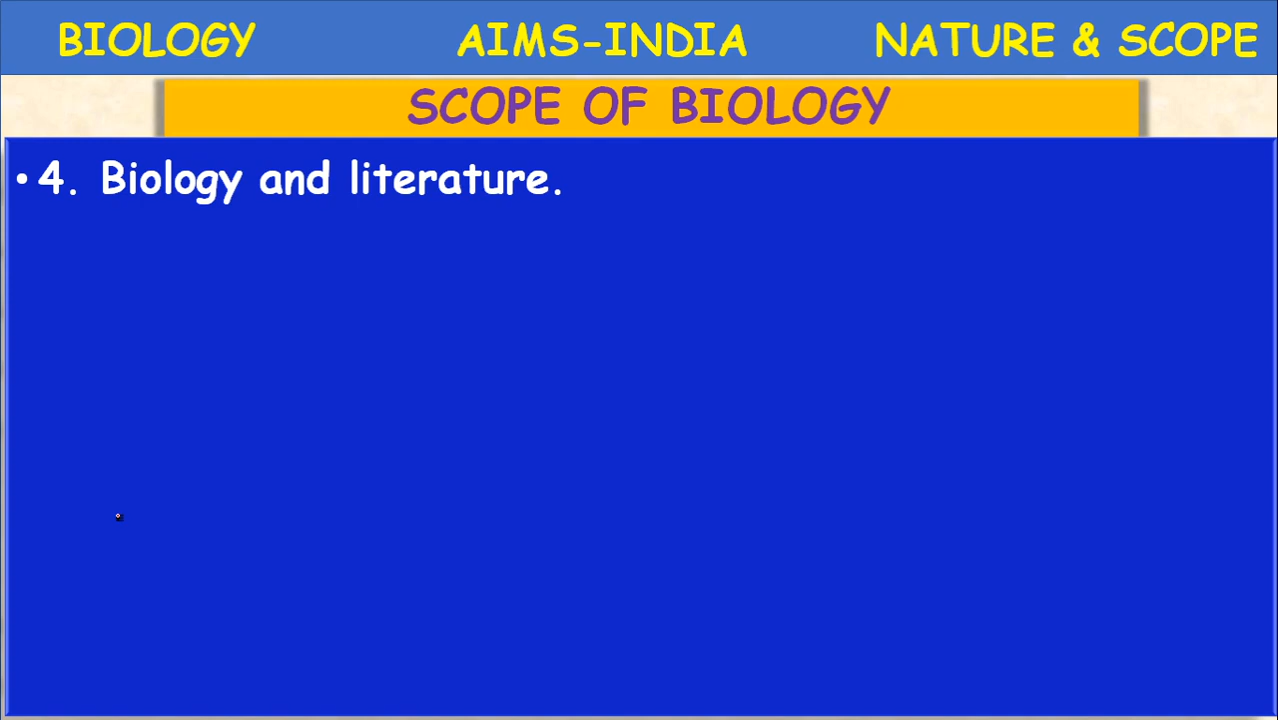 BIOLOGY AIMS-INDIA NATURE & SCOPE
SCOPE OF BIOLOGY
• 4. Biology and literature.